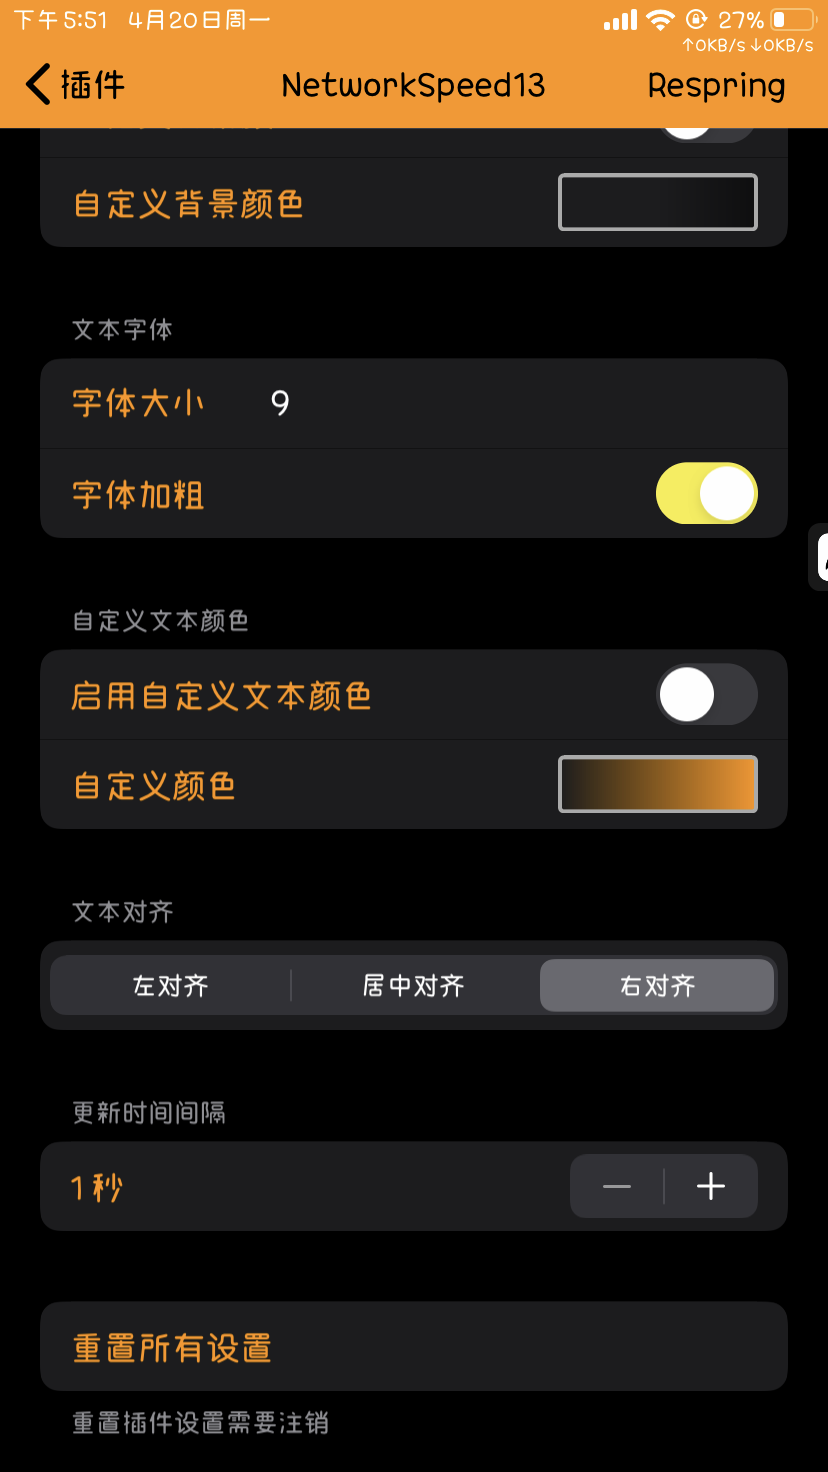 下午5:51 4月20日周一 27%
↑0KB/s ↓0KB/s
插件 NetworkSpeed13 Respring
自定义背景颜色
文本字体
字体大小 9
字体加粗
自定义文本颜色
启用自定义文本颜色
自定义颜色
文本对齐
左对齐 居中对齐 右对齐
更新时间间隔
1秒
重置所有设置
重置插件设置需要注销